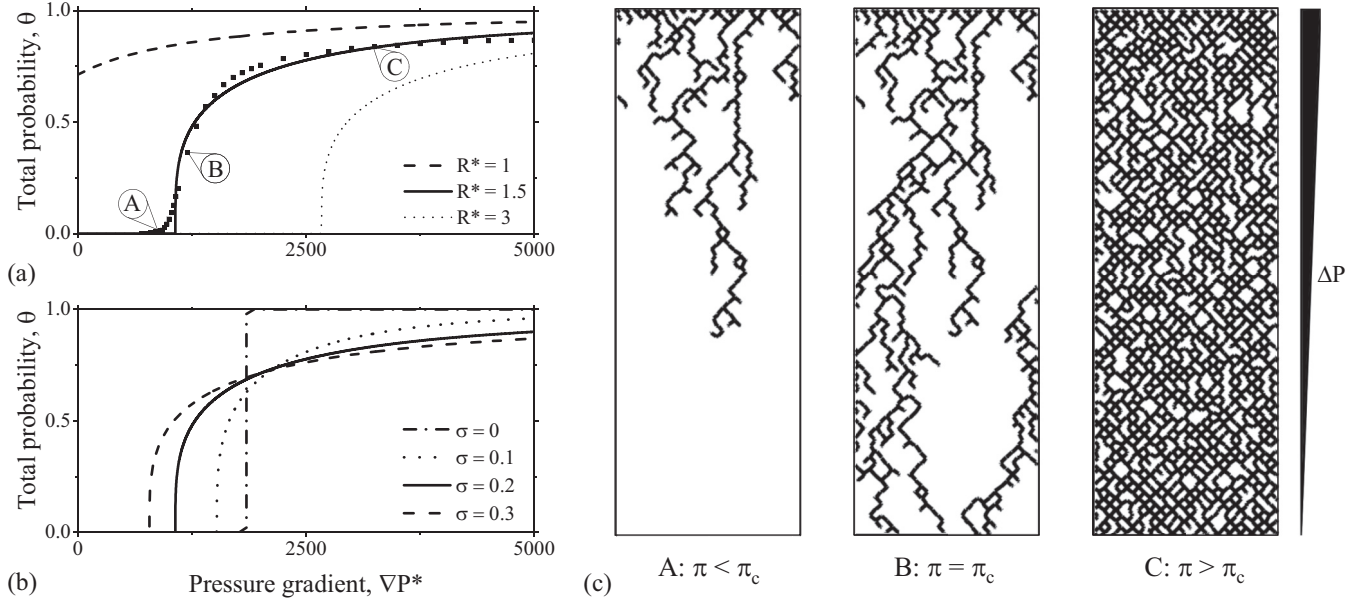 1.0
0.5
0.0
Total probability, θ
A
B
C
R* = 1
R* = 1.5
R* = 3
0
2500
5000
(a)
1.0
0.5
0.0
Total probability, θ
σ = 0
σ = 0.1
σ = 0.2
σ = 0.3
0
2500
5000
(b)
Pressure gradient, ∇P*
(c)
A: π < πc
B: π = πc
C: π > πc
ΔP